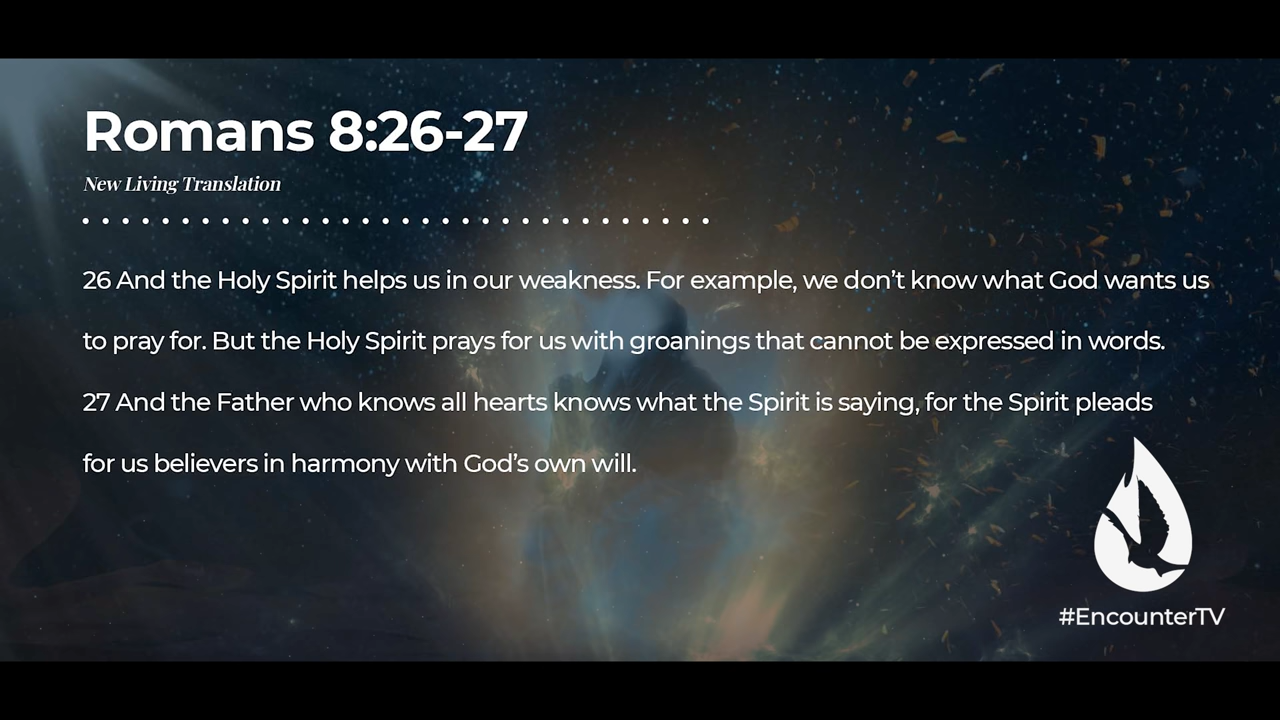 Romans 8:26-27
New Living Translation
26 And the Holy Spirit helps us in our weakness. For example, we don’t know what God wants us
to pray for. But the Holy Spirit prays for us with groanings that cannot be expressed in words.
27 And the Father who knows all hearts knows what the Spirit is saying, for the Spirit pleads
for us believers in harmony with God’s own will.
#EncounterTV